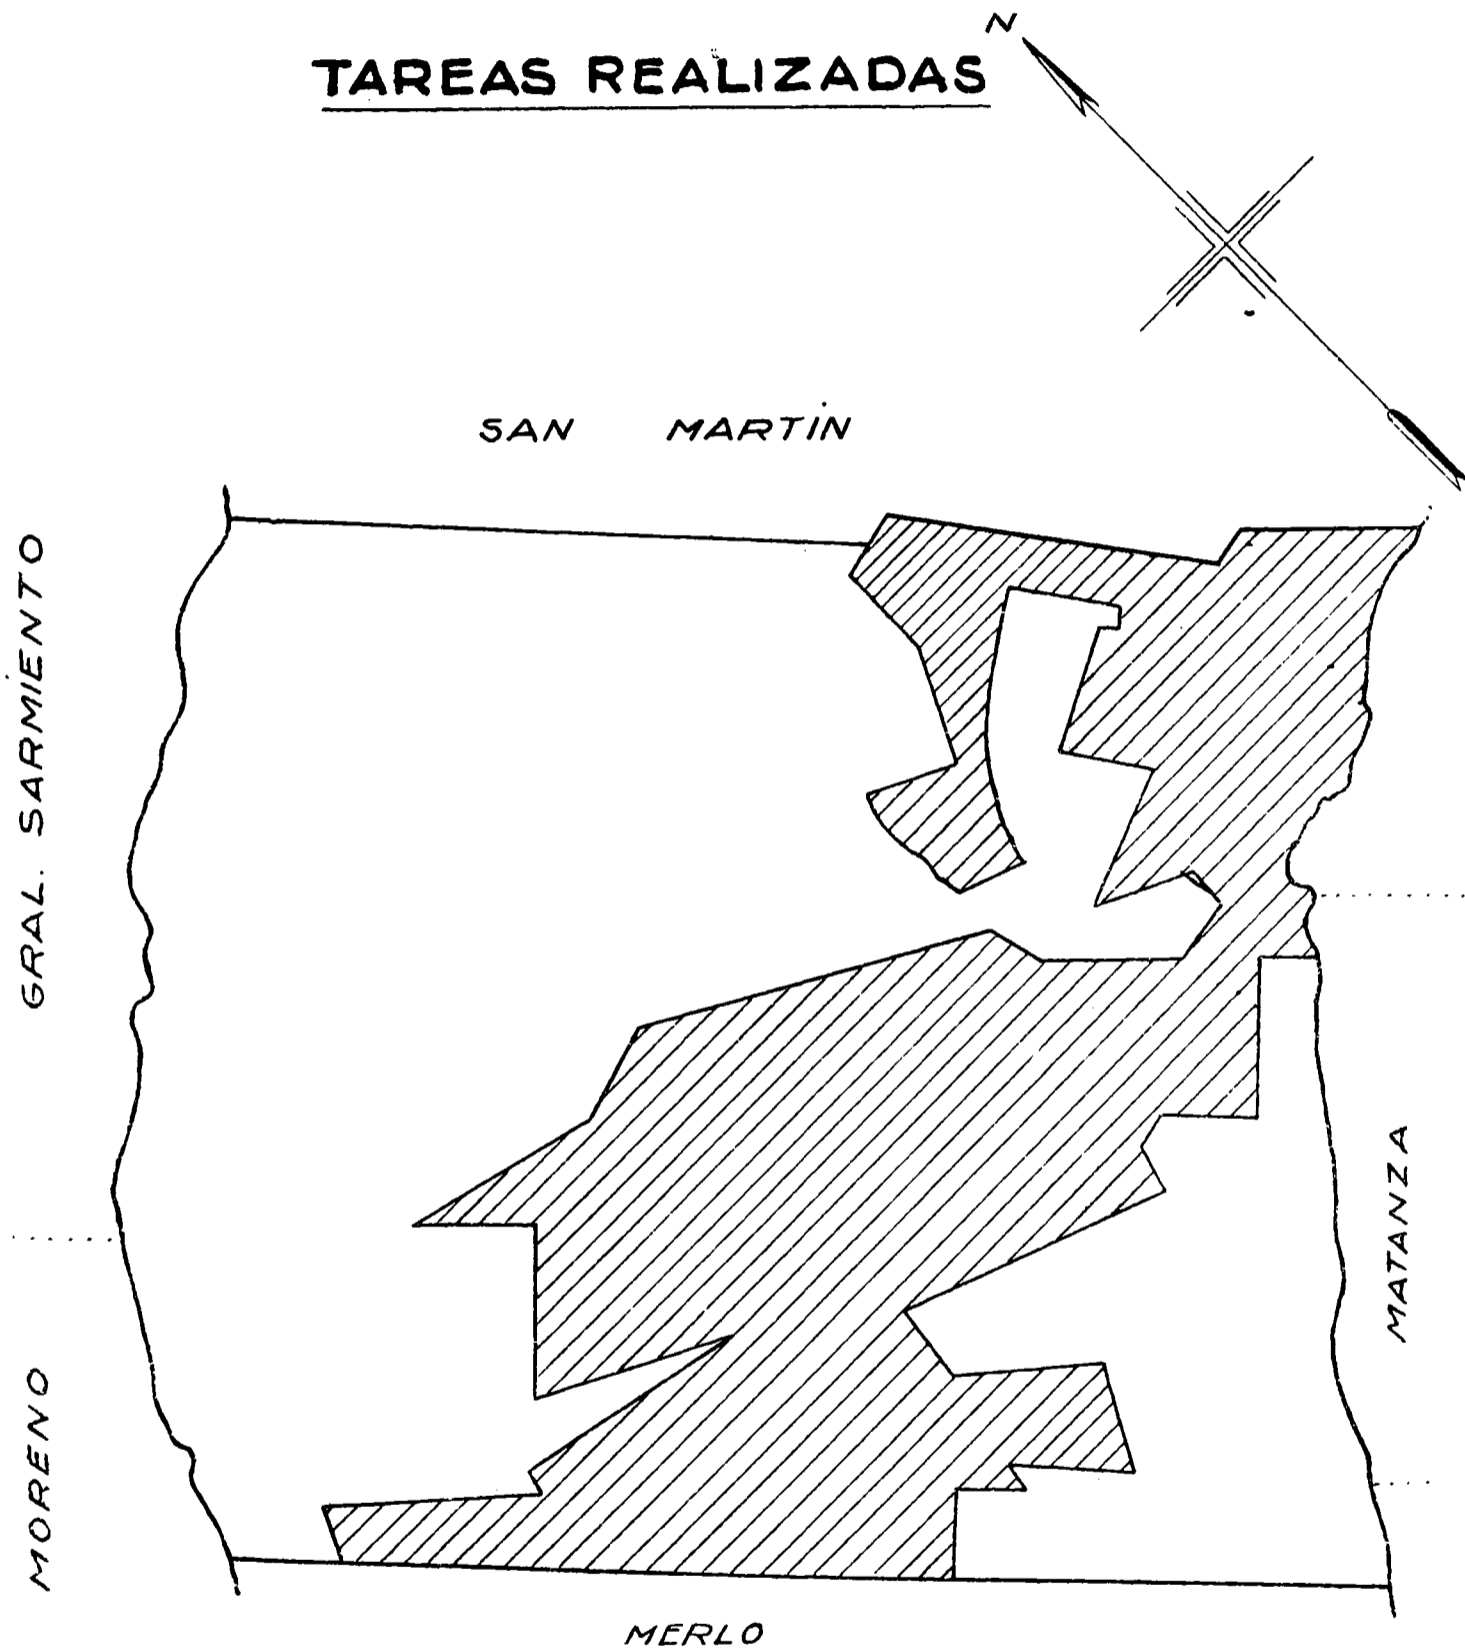 N
TAREAS REALIZADAS
SAN MARTIN
GRAL. SARMIENTO
MATANZA
MORENO
MERLO